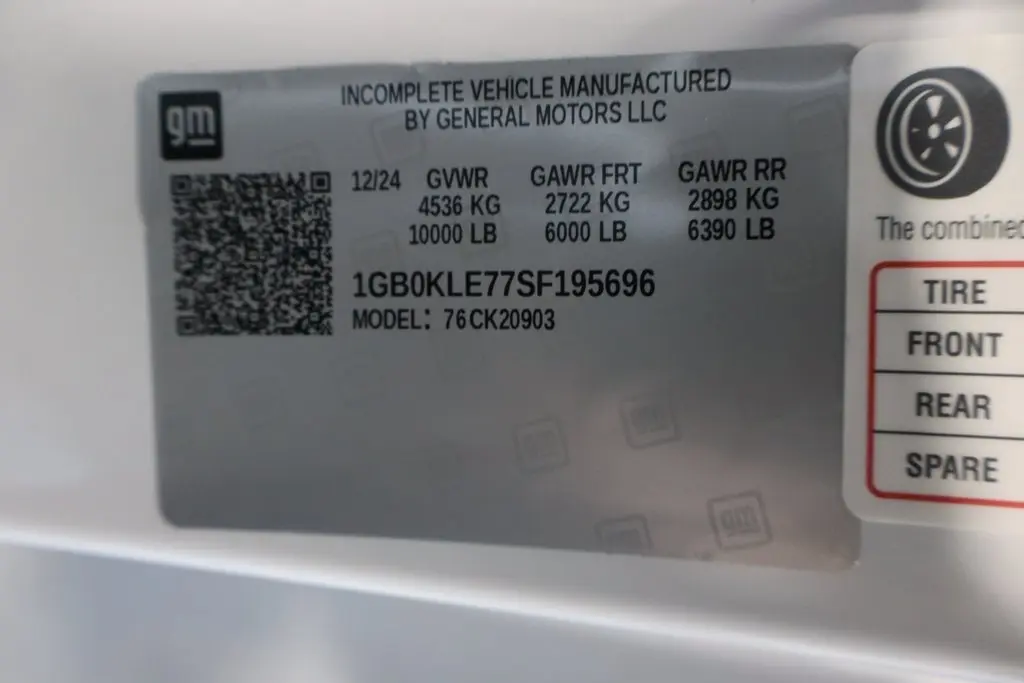 gm
INCOMPLETE VEHICLE MANUFACTURED
BY GENERAL MOTORS LLC
12/24 GVWR GAWR FRT GAWR RR
4536 KG 2722 KG 2898 KG
10000 LB 6000 LB 6390 LB
1GB0KLE77SF195696
MODEL: 76CK20903
The combined
TIRE
FRONT
REAR
SPARE
gm